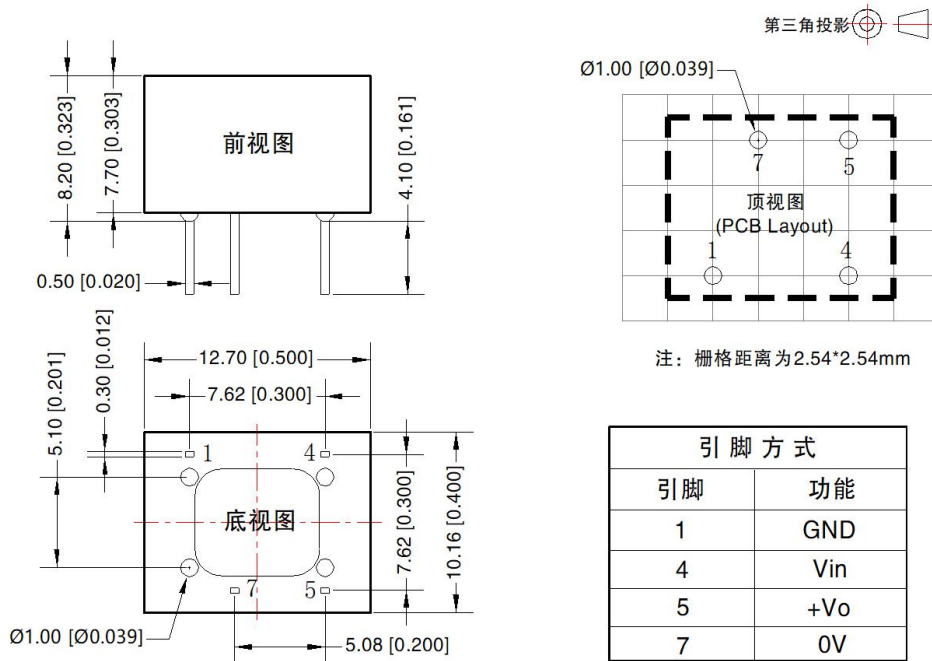 第三角投影
Ø1.00 [Ø0.039]
8.20 [0.323]
7.70 [0.303]
前视图
4.10 [0.161]
0.50 [0.020]
7
5
顶视图
(PCB Layout)
1
4
注：栅格距离为2.54*2.54mm
12.70 [0.500]
7.62 [0.300]
0.30 [0.012]
5.10 [0.201]
1
4
底视图
7.62 [0.300]
10.16 [0.400]
7
5
Ø1.00 [Ø0.039]
5.08 [0.200]
引脚方式
引脚 功能
1 GND
4 Vin
5 +Vo
7 0V